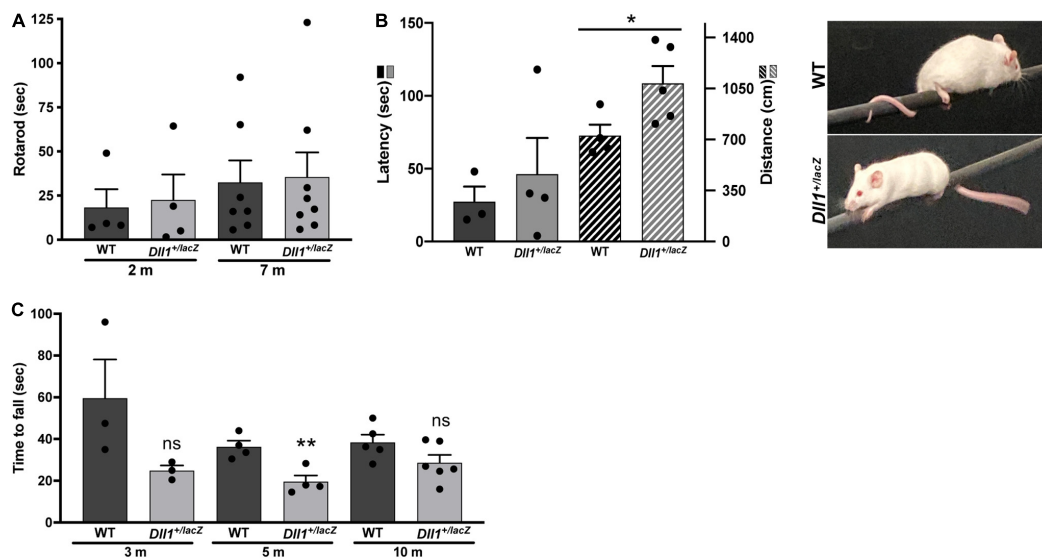 A
Rotarod (sec)
125
100
75
50
25
0
WT
Dll1+/lacZ
WT
Dll1+/lacZ
2 m
7 m
B
Latency (sec)
150
100
50
0
*
1400
1050
700
350
0
Distance (cm)
WT
Dll1+/lacZ
WT
Dll1+/lacZ
WT
Dll1+/lacZ
C
Time to fall (sec)
100
80
60
40
20
0
ns
**
ns
WT
Dll1+/lacZ
WT
Dll1+/lacZ
WT
Dll1+/lacZ
3 m
5 m
10 m